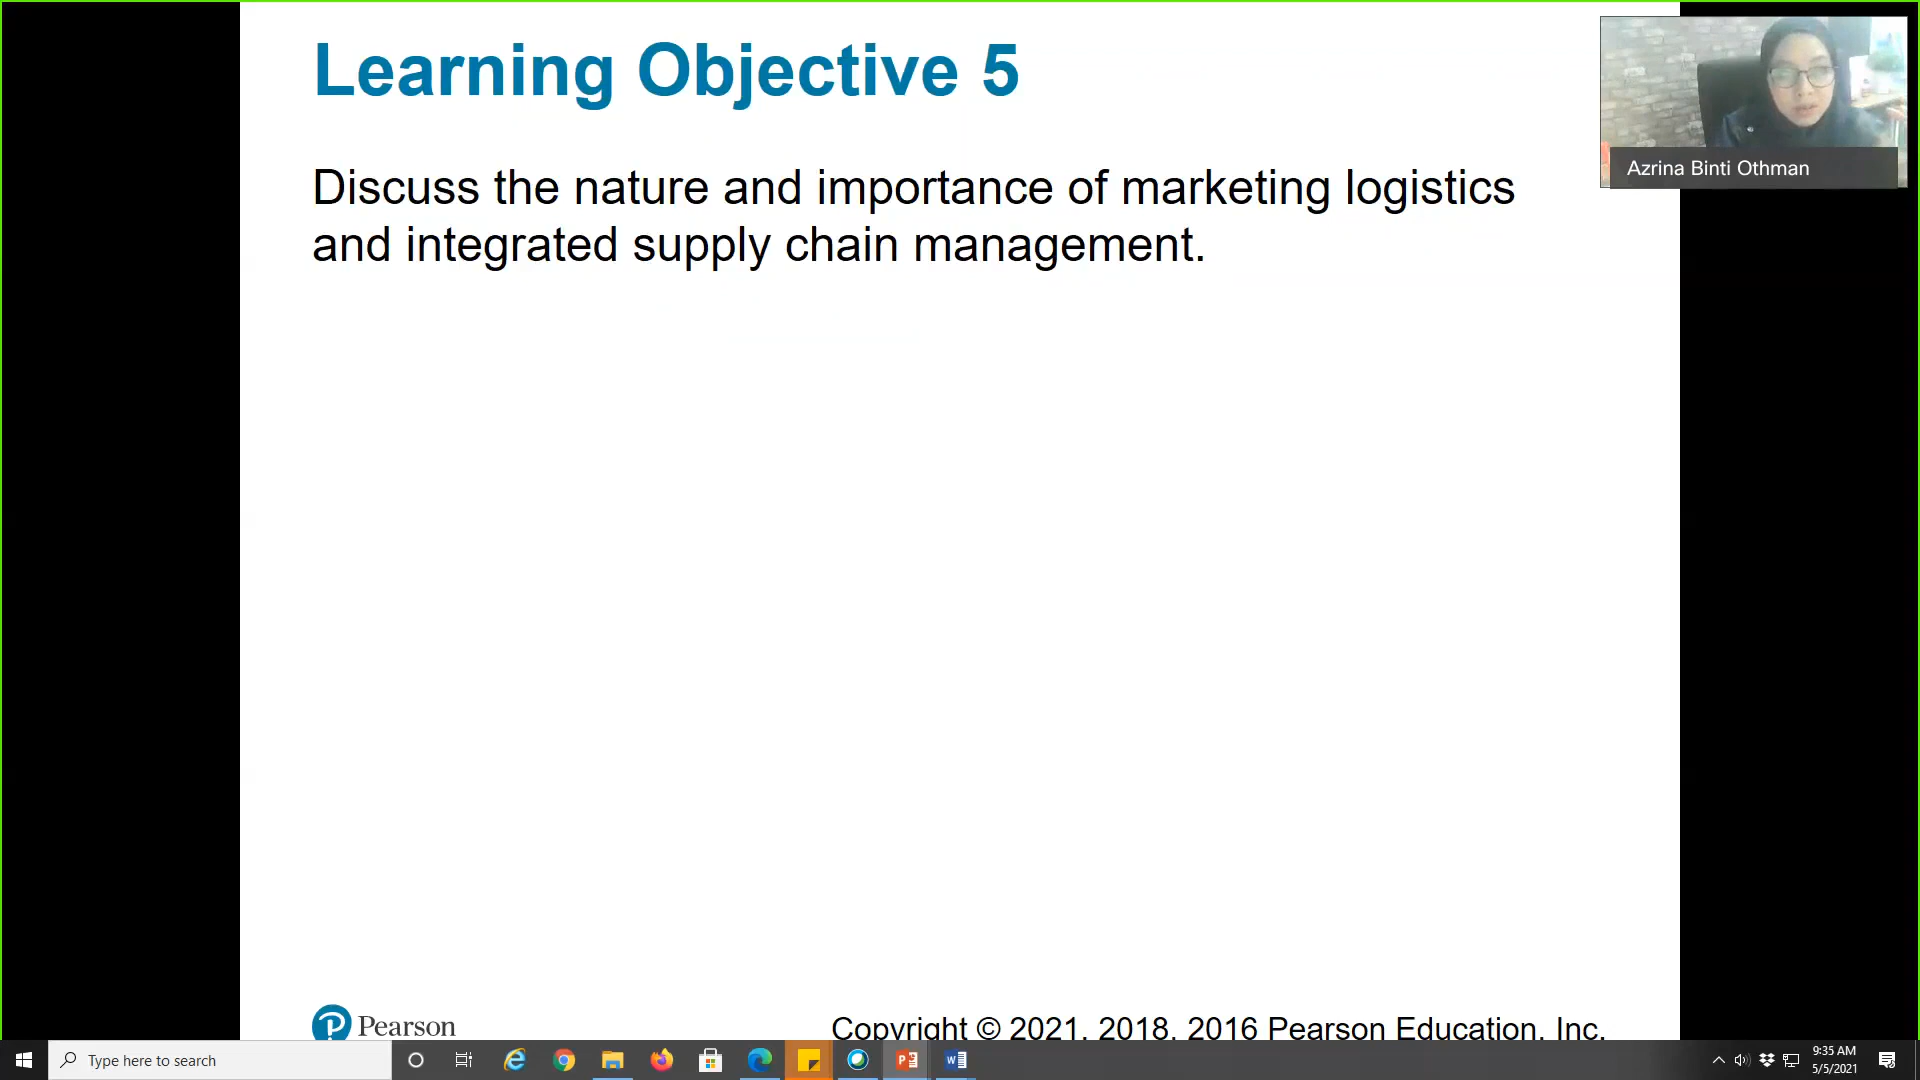 Learning Objective 5
Azrina Binti Othman
Discuss the nature and importance of marketing logistics
and integrated supply chain management.
Pearson
Copyright © 2021, 2018, 2016 Pearson Education, Inc.
Type here to search
9:35 AM
5/5/2021